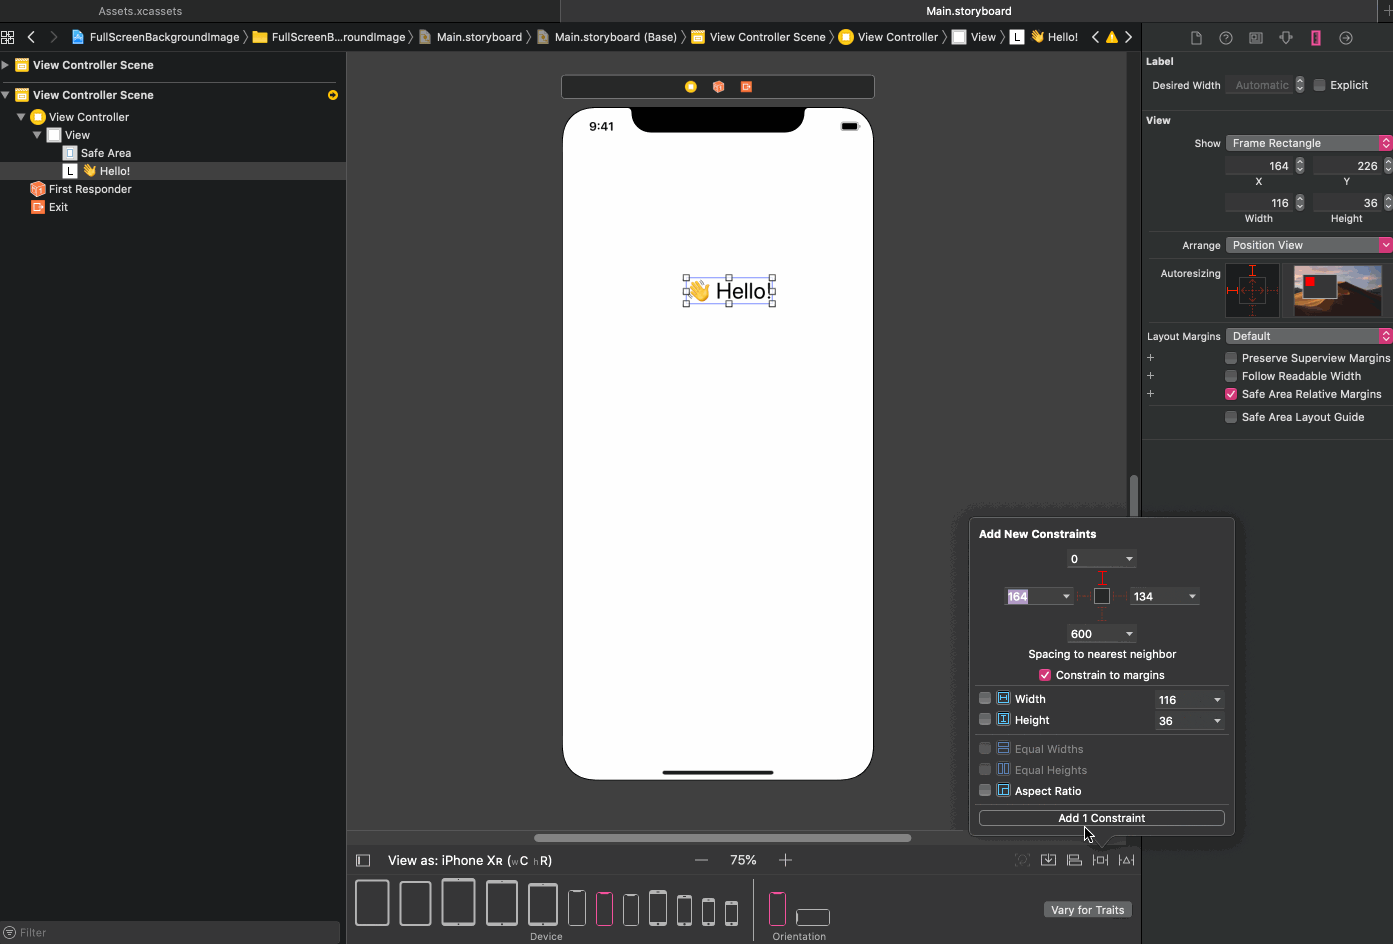 Assets.xcassets
Main.storyboard
FullScreenBackgroundImage
FullScreenB...roundImage
Main.storyboard
Main.storyboard (Base)
View Controller Scene
View Controller
View
L
👋 Hello!
View Controller Scene
View Controller Scene
View Controller
View
Safe Area
L
👋 Hello!
First Responder
Exit
Filter
9:41
👋 Hello!
Label
Desired Width
Automatic
Explicit
View
Show
Frame Rectangle
164
226
X
Y
116
36
Width
Height
Arrange
Position View
Autoresizing
Layout Margins
Default
Preserve Superview Margins
Follow Readable Width
Safe Area Relative Margins
Safe Area Layout Guide
Add New Constraints
0
164
134
600
Spacing to nearest neighbor
Constrain to margins
Width
116
Height
36
Equal Widths
Equal Heights
Aspect Ratio
Add 1 Constraint
View as: iPhone XR (wC hR)
75%
Vary for Traits
Device
Orientation